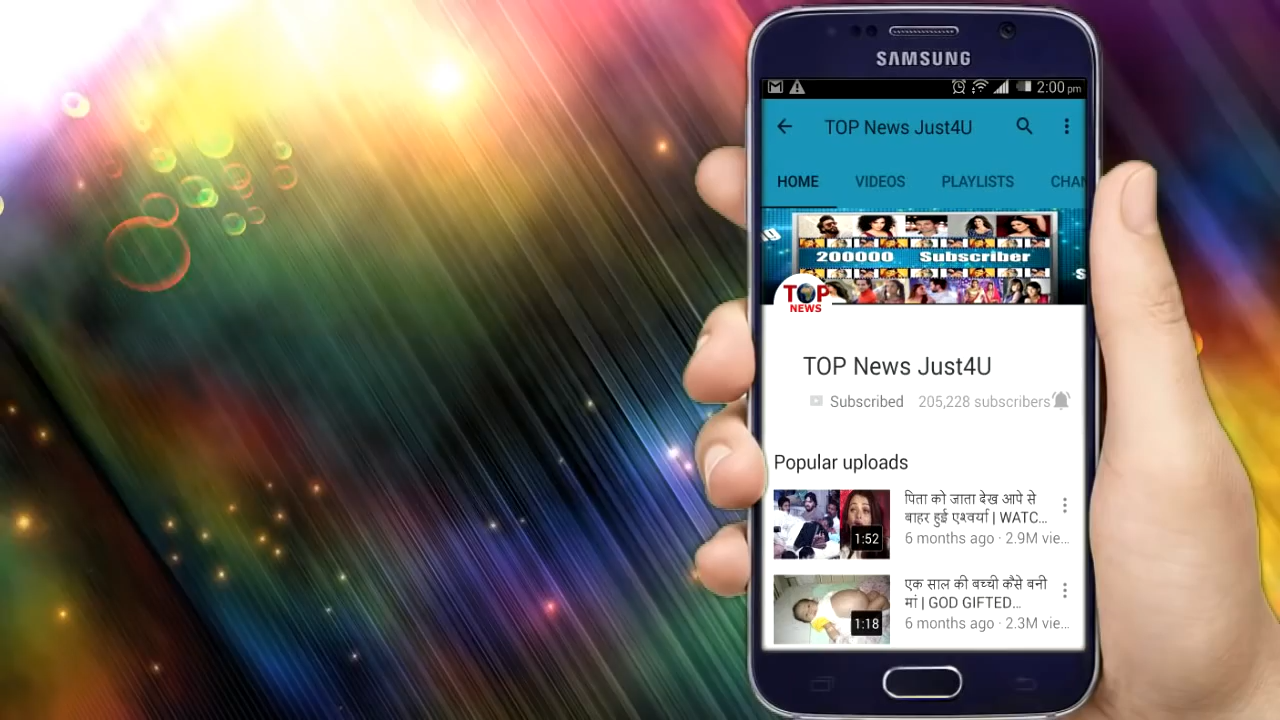 SAMSUNG
2:00 pm
TOP News Just4U
HOME VIDEOS PLAYLISTS CHAN
200000 Subscriber
TOP
NEWS
TOP News Just4U
Subscribed 205,228 subscribers
Popular uploads
पिता को जाता देख आपे से
बाहर हुई एश्वर्या | WATC...
1:52
6 months ago · 2.9M vie...
एक साल की बच्ची कैसे बनी
मां | GOD GIFTED...
1:18
6 months ago · 2.3M vie...